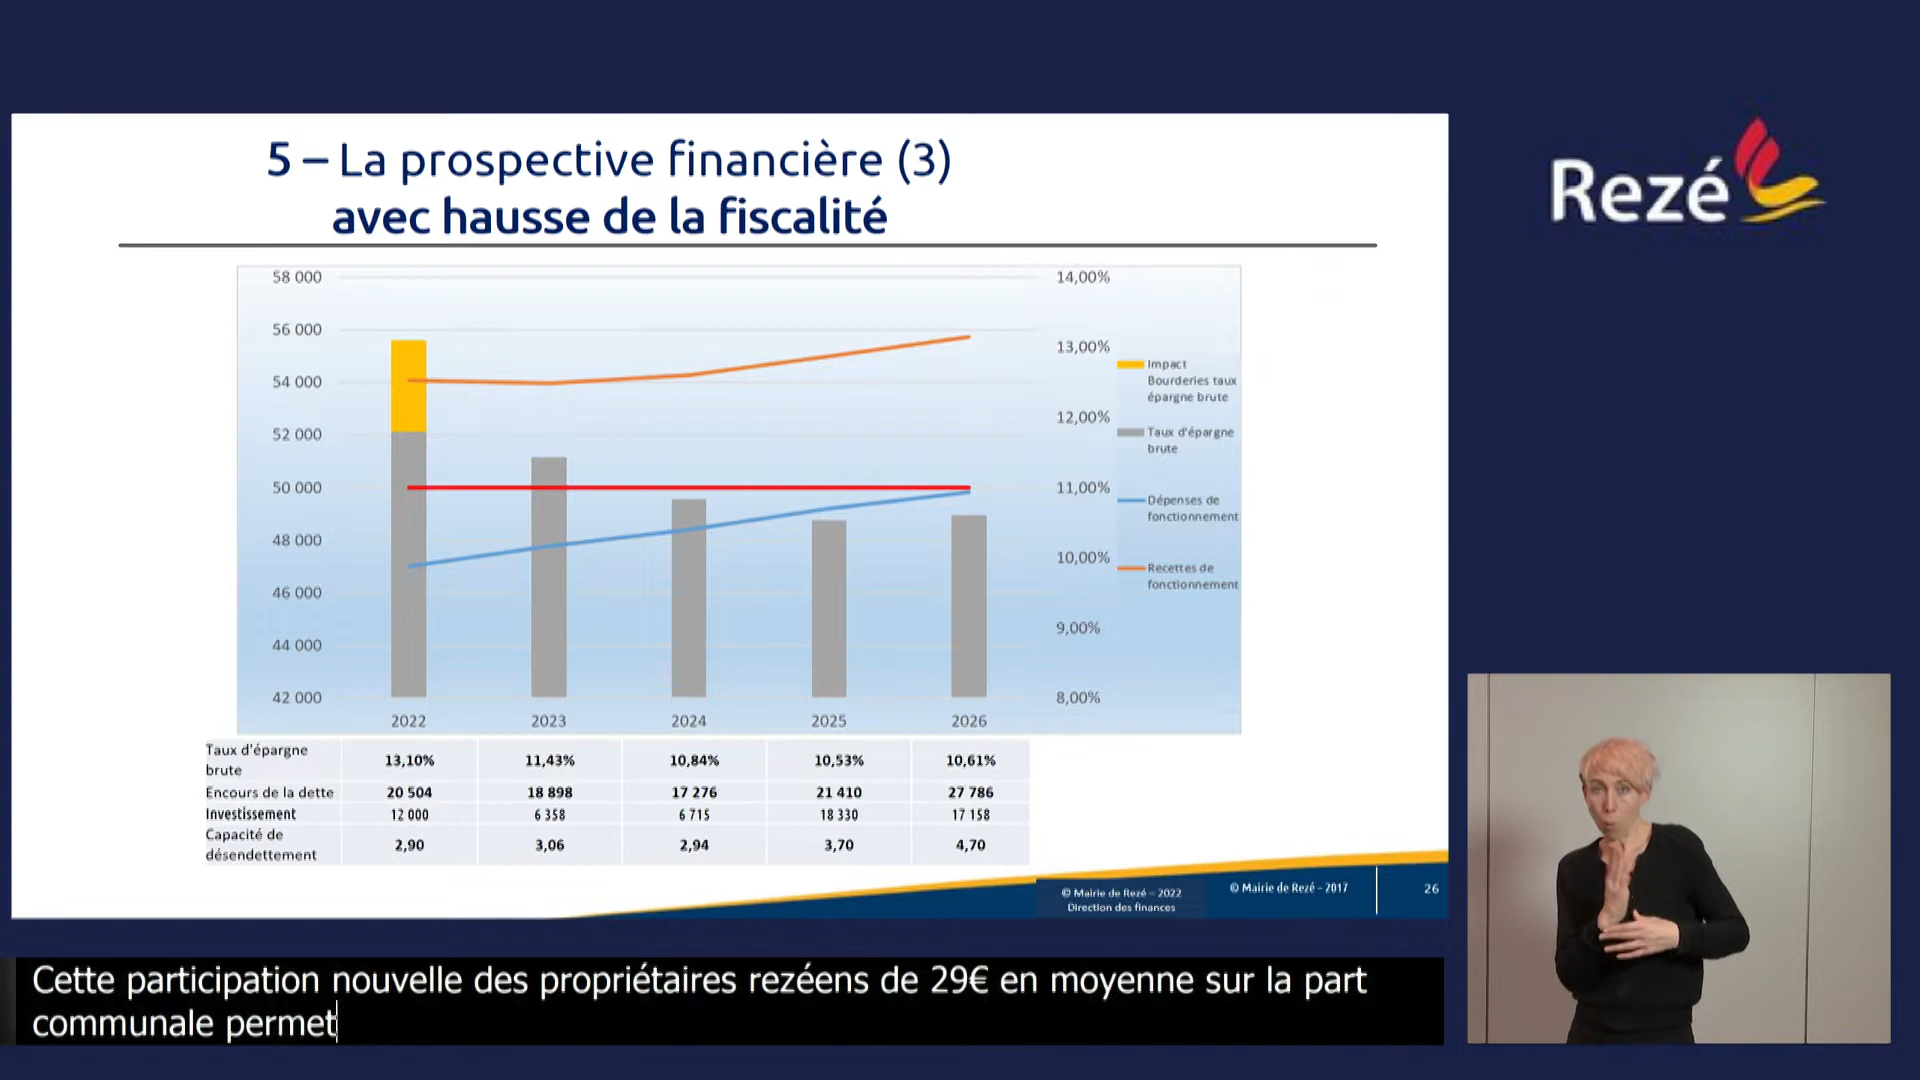 5 – La prospective financière (3)
avec hausse de la fiscalité
Rezé
58 000
56 000
54 000
52 000
50 000
48 000
46 000
44 000
42 000
14,00%
13,00%
12,00%
11,00%
10,00%
9,00%
8,00%
Impact
Bourderies taux
épargne brute
Taux d'épargne
brute
Dépenses de
fonctionnement
Recettes de
fonctionnement
2022 2023 2024 2025 2026
Taux d'épargne
brute 13,10% 11,43% 10,84% 10,53% 10,61%
Encours de la dette 20 504 18 898 17 276 21 410 27 786
Investissement 12 000 6 358 6 715 18 330 17 158
Capacité de
désendettement 2,90 3,06 2,94 3,70 4,70
© Mairie de Rezé – 2022
Direction des finances
© Mairie de Rezé – 2017
26
Cette participation nouvelle des propriétaires rezéens de 29€ en moyenne sur la part
communale permet